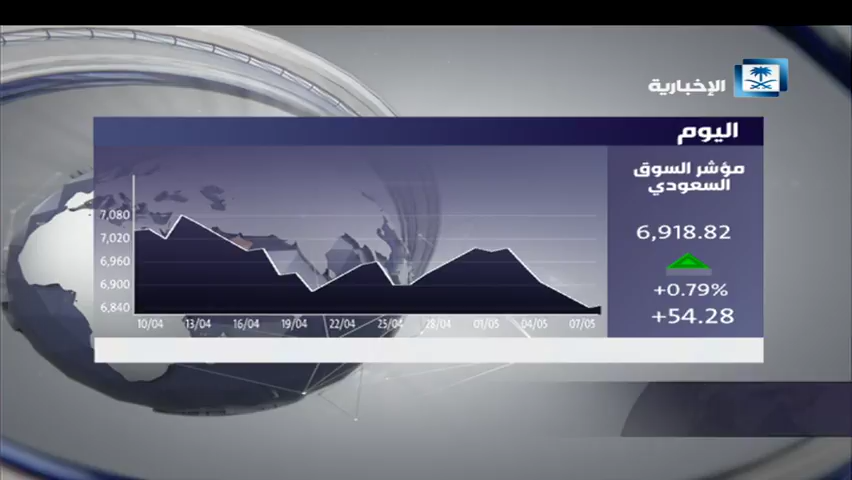 الإخبارية
اليوم
مؤشر السوق
السعودي
6,918.82
+0.79%
+54.28
7,080
7,020
6,960
6,900
6,840
10/04 13/04 16/04 19/04 22/04 25/04 28/04 01/05 04/05 07/05